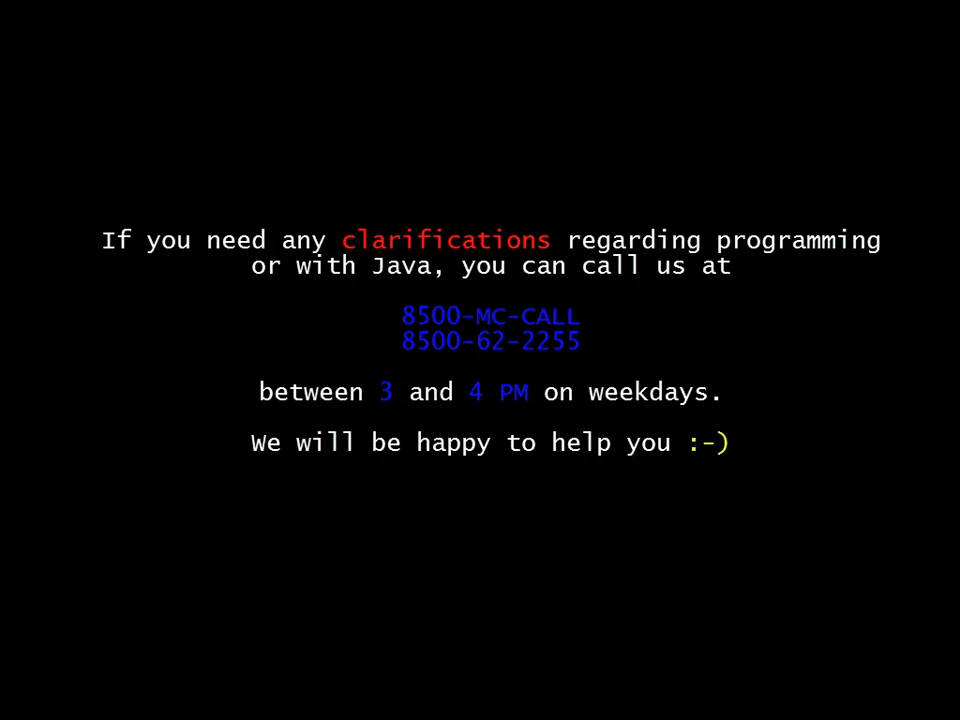 If you need any clarifications regarding programming
or with Java, you can call us at
8500-MC-CALL
8500-62-2255
between 3 and 4 PM on weekdays.
We will be happy to help you :-)